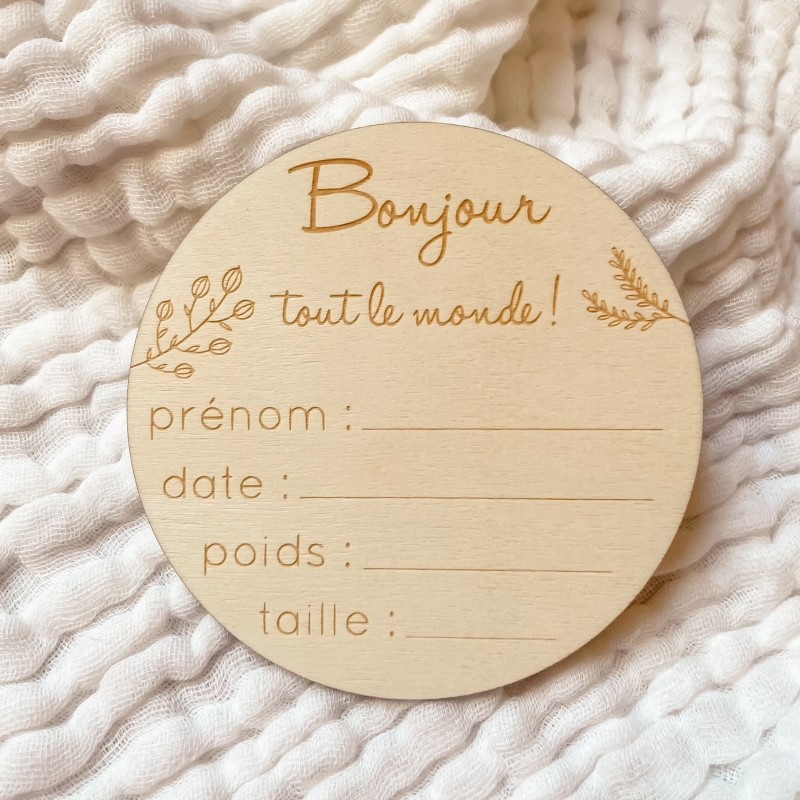 Bonjour
tout le monde !
prénom :
date :
poids :
taille :